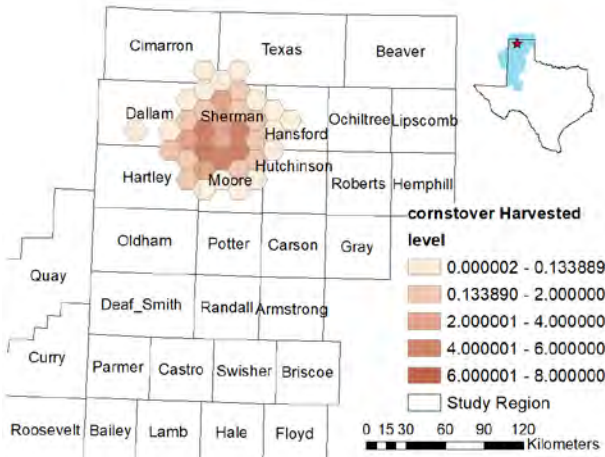 Cimarron Texas Beaver
Dallam Sherman Hansford Ochiltree Lipscomb
Hartley Moore Hutchinson Roberts Hemphill
Oldham Potter Carson Gray
Quay
Deaf_Smith Randall Armstrong
Curry Parmer Castro Swisher Briscoe
Roosevelt Bailey Lamb Hale Floyd
cornstover Harvested
level
0.000002 - 0.133889
0.133890 - 2.000000
2.000001 - 4.000000
4.000001 - 6.000000
6.000001 - 8.000000
Study Region
0 15 30 60 90 120
Kilometers